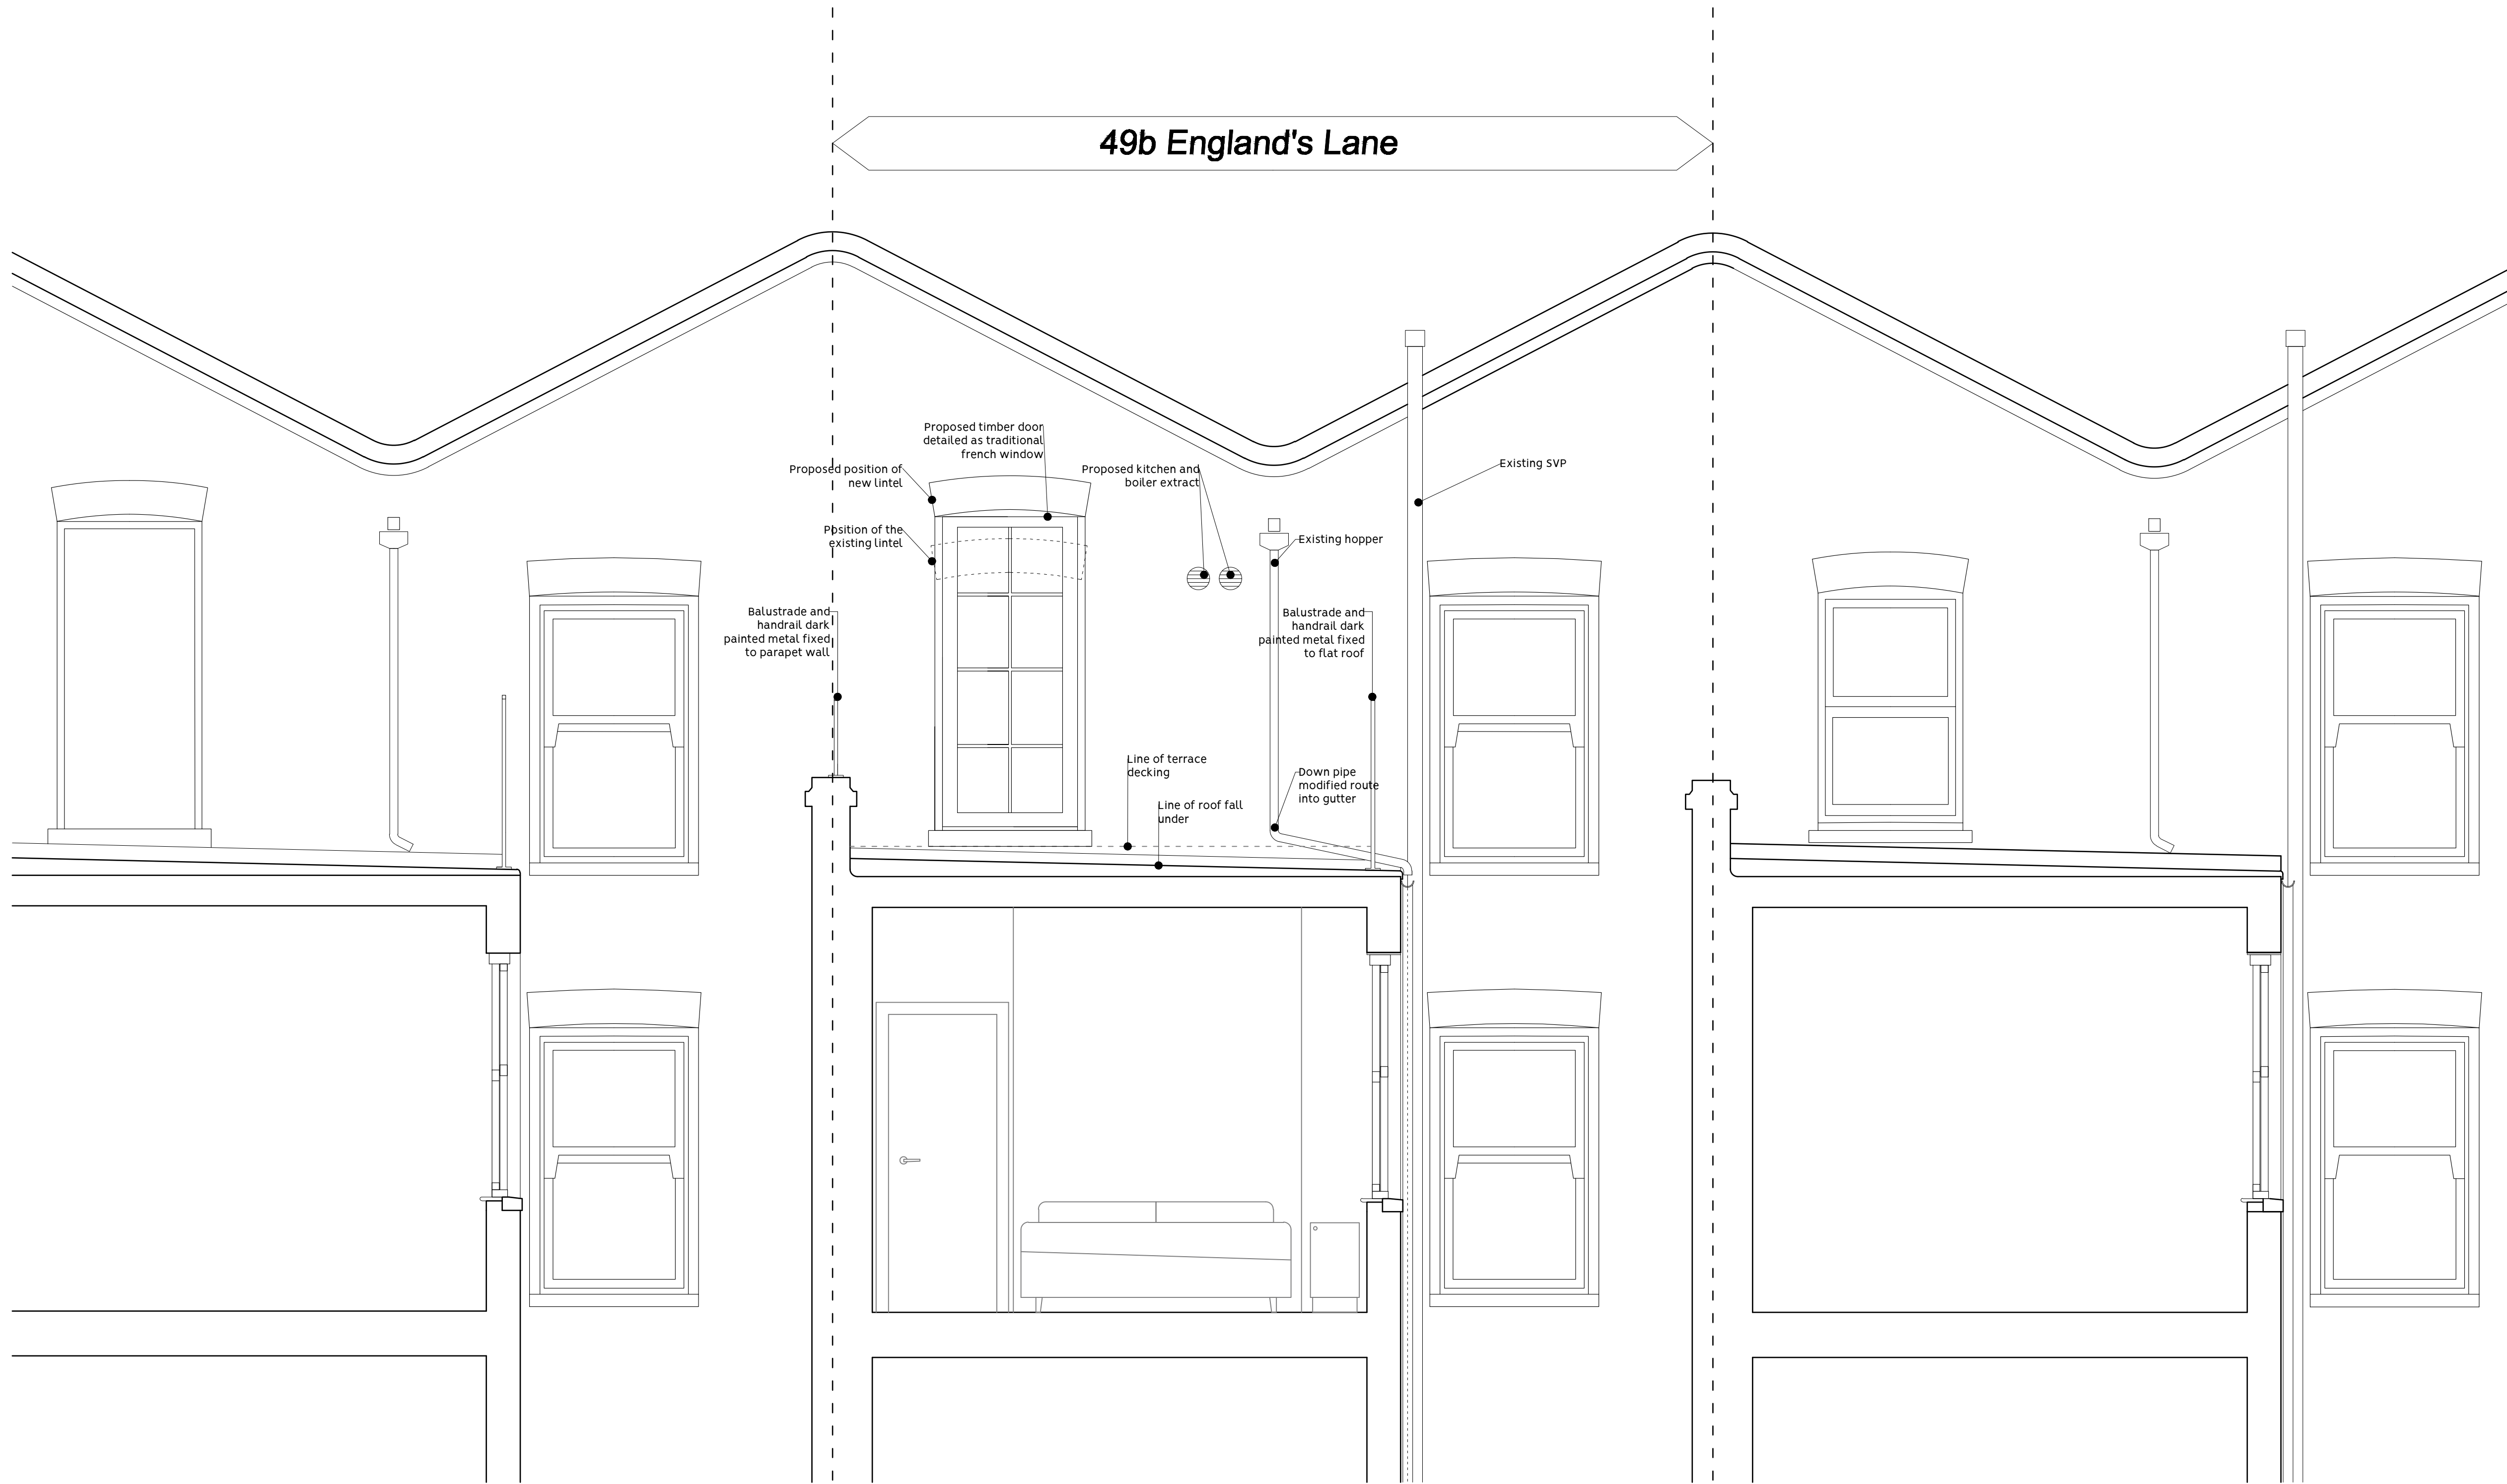 49b England's Lane
Proposed timber door
detailed as traditional
french window
Proposed position of
new lintel
Proposed kitchen and
boiler extract
Existing SVP
Position of the
existing lintel
Existing hopper
Balustrade and
handrail dark
painted metal fixed
to parapet wall
Balustrade and
handrail dark
painted metal fixed
to flat roof
Line of terrace
decking
Down pipe
modified route
into gutter
Line of roof fall
under